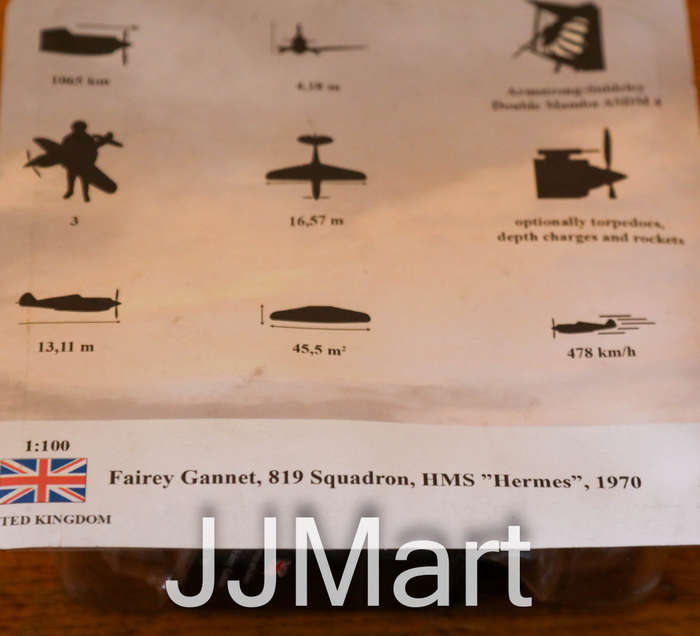 1065 km
4,19 m
Armstrong-Siddeley
Double Mamba ASMD 4
3
16,57 m
optionally torpedoes,
depth charges and rockets
13,11 m
45,5 m²
478 km/h
1:100
Fairey Gannet, 819 Squadron, HMS ”Hermes”, 1970
TED KINGDOM
JJMart